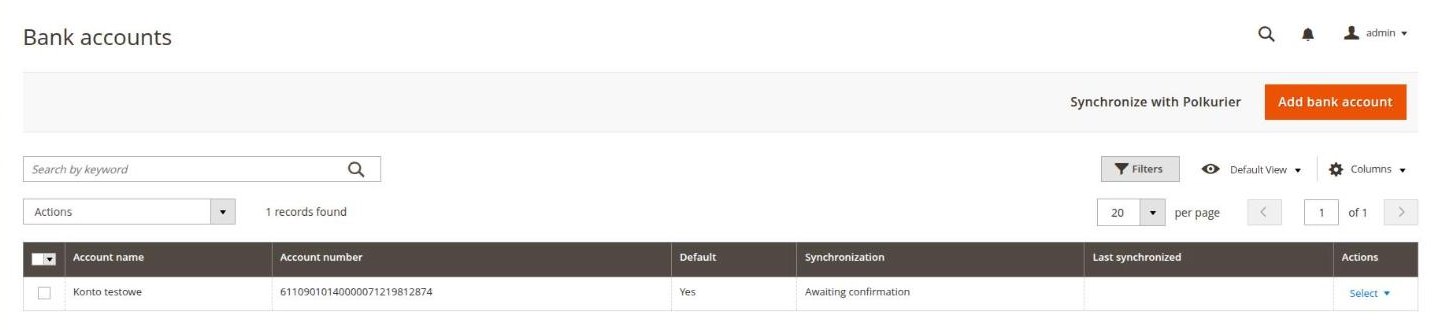 Bank accounts
admin
Synchronize with Polkurier
Add bank account
Search by keyword
Filters
Default View
Columns
Actions
1 records found
20
per page
1
of 1
Account name
Account number
Default
Synchronization
Last synchronized
Actions
Konto testowe
61109010140000071219812874
Yes
Awaiting confirmation
Select